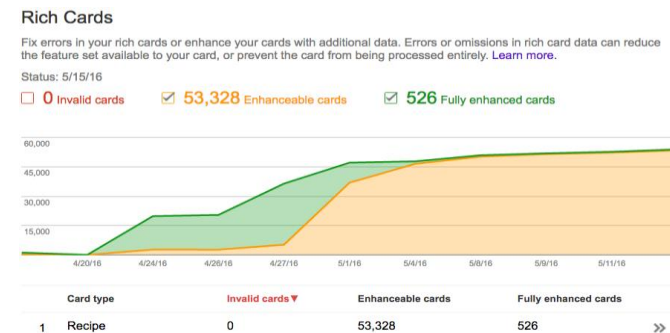 Rich Cards
Fix errors in your rich cards or enhance your cards with additional data. Errors or omissions in rich card data can reduce
the feature set available to your card, or prevent the card from being processed entirely. Learn more.
Status: 5/15/16
0 Invalid cards 53,328 Enhanceable cards 526 Fully enhanced cards
60,000
45,000
30,000
15,000
4/20/16 4/24/16 4/26/16 4/27/16 5/1/16 5/4/16 5/8/16 5/9/16 5/11/16
Card type Invalid cards▼ Enhanceable cards Fully enhanced cards
1 Recipe 0 53,328 526 »